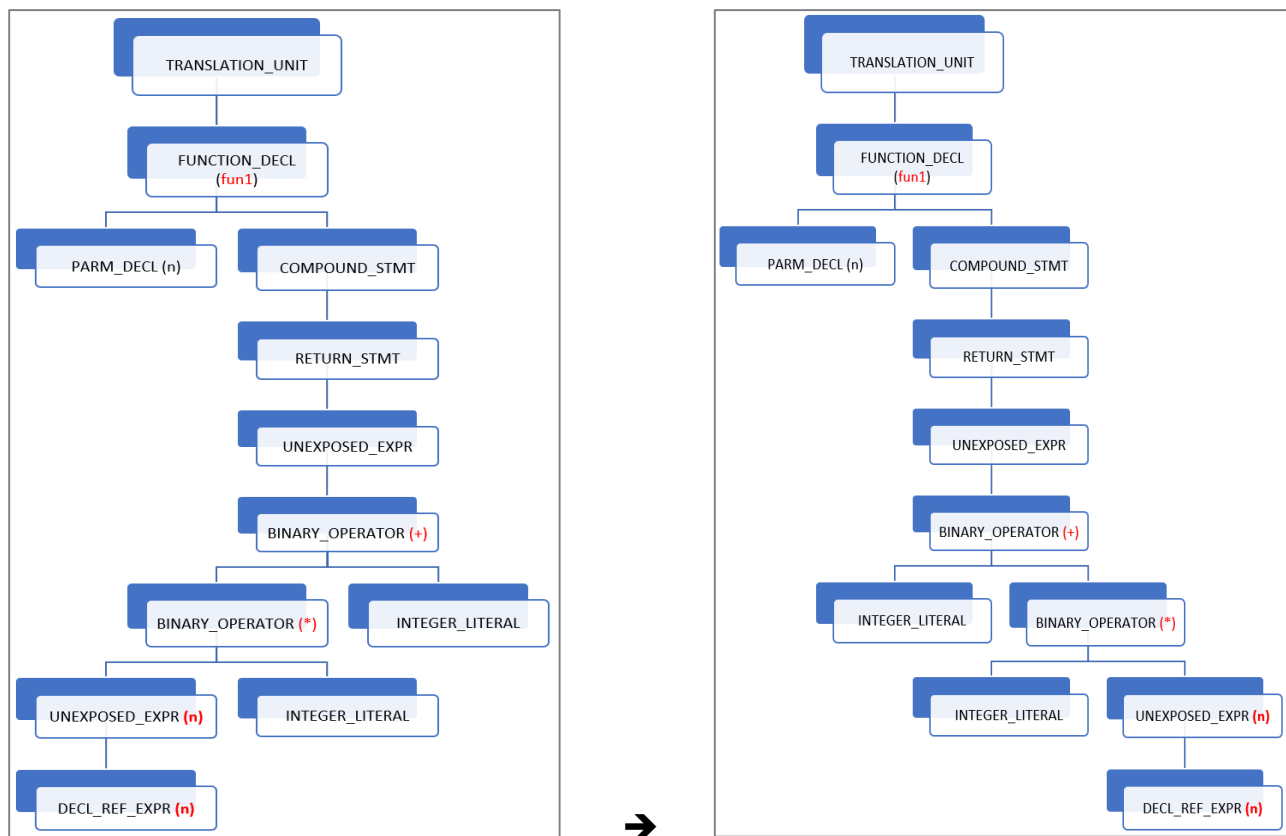 TRANSLATION_UNIT
FUNCTION_DECL
(fun1)
PARM_DECL (n)
COMPOUND_STMT
RETURN_STMT
UNEXPOSED_EXPR
BINARY_OPERATOR (+)
BINARY_OPERATOR (*)
INTEGER_LITERAL
UNEXPOSED_EXPR (n)
INTEGER_LITERAL
DECL_REF_EXPR (n)
➔
TRANSLATION_UNIT
FUNCTION_DECL
(fun1)
PARM_DECL (n)
COMPOUND_STMT
RETURN_STMT
UNEXPOSED_EXPR
BINARY_OPERATOR (+)
INTEGER_LITERAL
BINARY_OPERATOR (*)
INTEGER_LITERAL
UNEXPOSED_EXPR (n)
DECL_REF_EXPR (n)